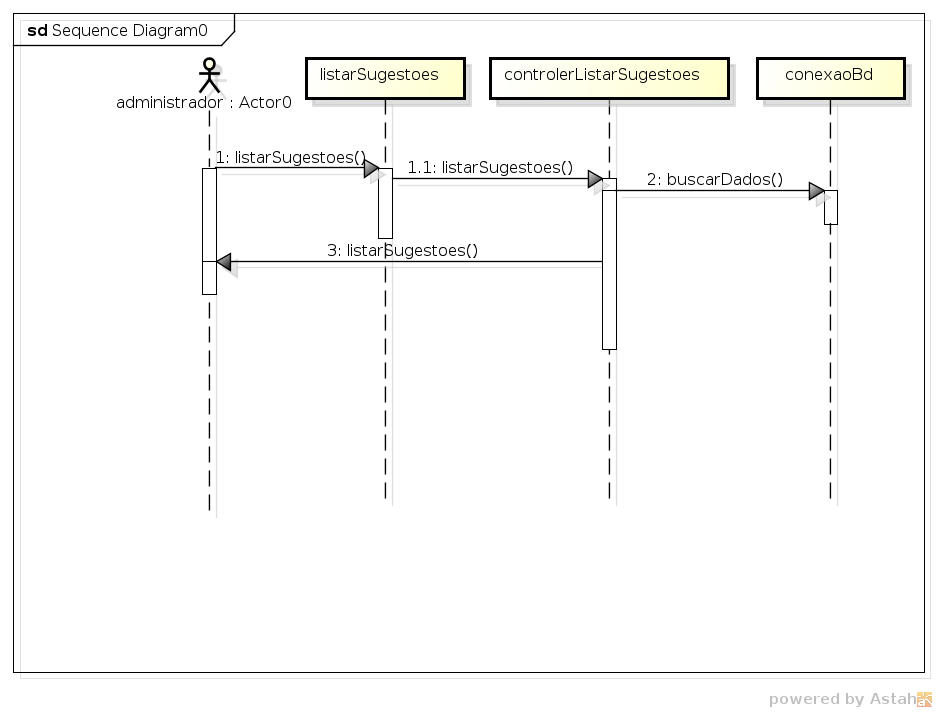 sd Sequence Diagram0
listarSugestoes
controlerListarSugestoes
conexaoBd
administrador : Actor0
1: listarSugestoes()
1.1: listarSugestoes()
2: buscarDados()
3: listarSugestoes()
powered by Astah